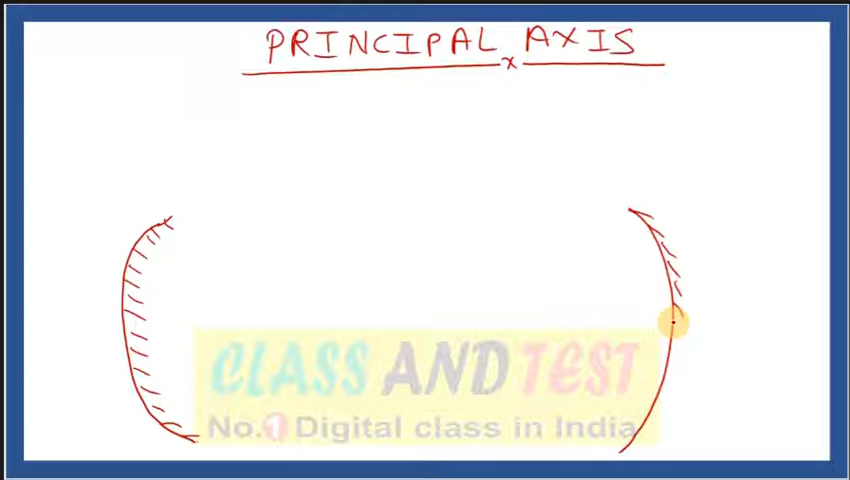 PRINCIPAL AXIS
x
CLASS AND TEST
No.1 Digital class in India